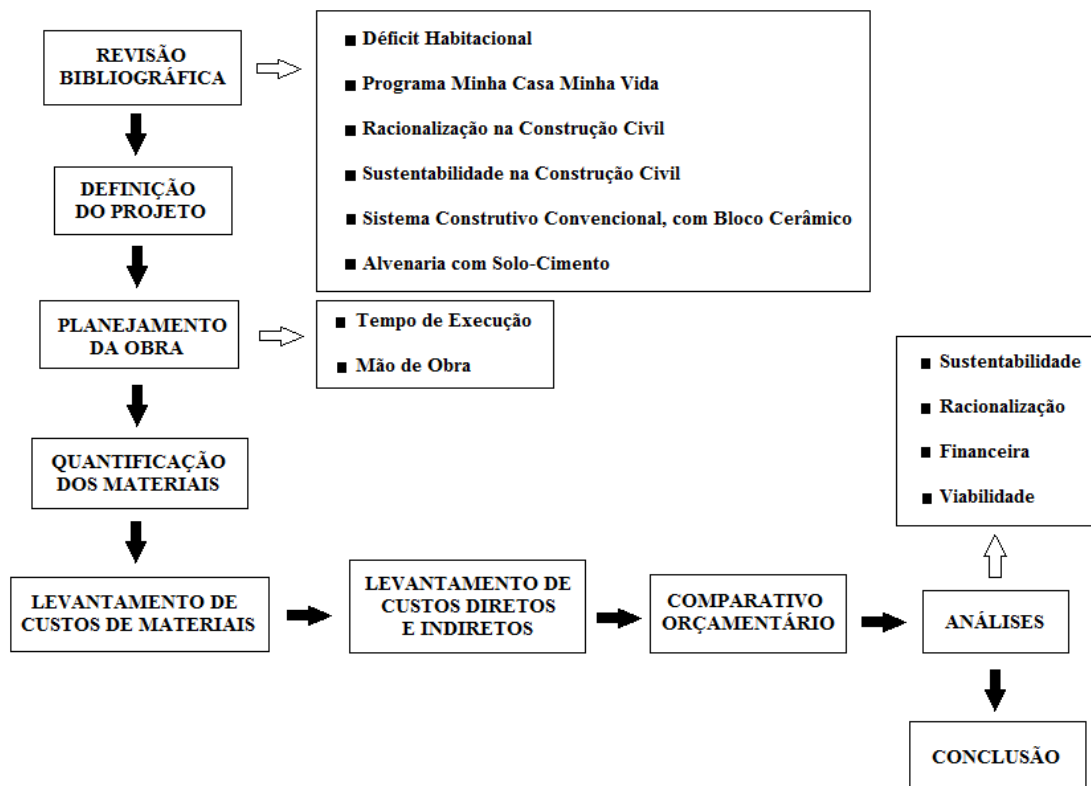 REVISÃO
BIBLIOGRÁFICA
■ Déficit Habitacional
■ Programa Minha Casa Minha Vida
■ Racionalização na Construção Civil
■ Sustentabilidade na Construção Civil
■ Sistema Construtivo Convencional, com Bloco Cerâmico
■ Alvenaria com Solo-Cimento
DEFINIÇÃO
DO PROJETO
PLANEJAMENTO
DA OBRA
■ Tempo de Execução
■ Mão de Obra
QUANTIFICAÇÃO
DOS MATERIAIS
LEVANTAMENTO DE
CUSTOS DE MATERIAIS
LEVANTAMENTO DE
CUSTOS DIRETOS
E INDIRETOS
COMPARATIVO
ORÇAMENTÁRIO
ANÁLISES
■ Sustentabilidade
■ Racionalização
■ Financeira
■ Viabilidade
CONCLUSÃO